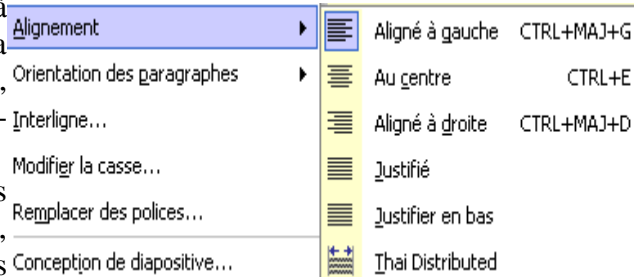 à
Alignement
a
Orientation des paragraphes
,
- Interligne...
Modifier la casse...
s
Remplacer des polices...
,
s Conception de diapositive...
Aligné à gauche CTRL+MAJ+G
Au centre CTRL+E
Aligné à droite CTRL+MAJ+D
Justifié
Justifier en bas
Thai Distributed